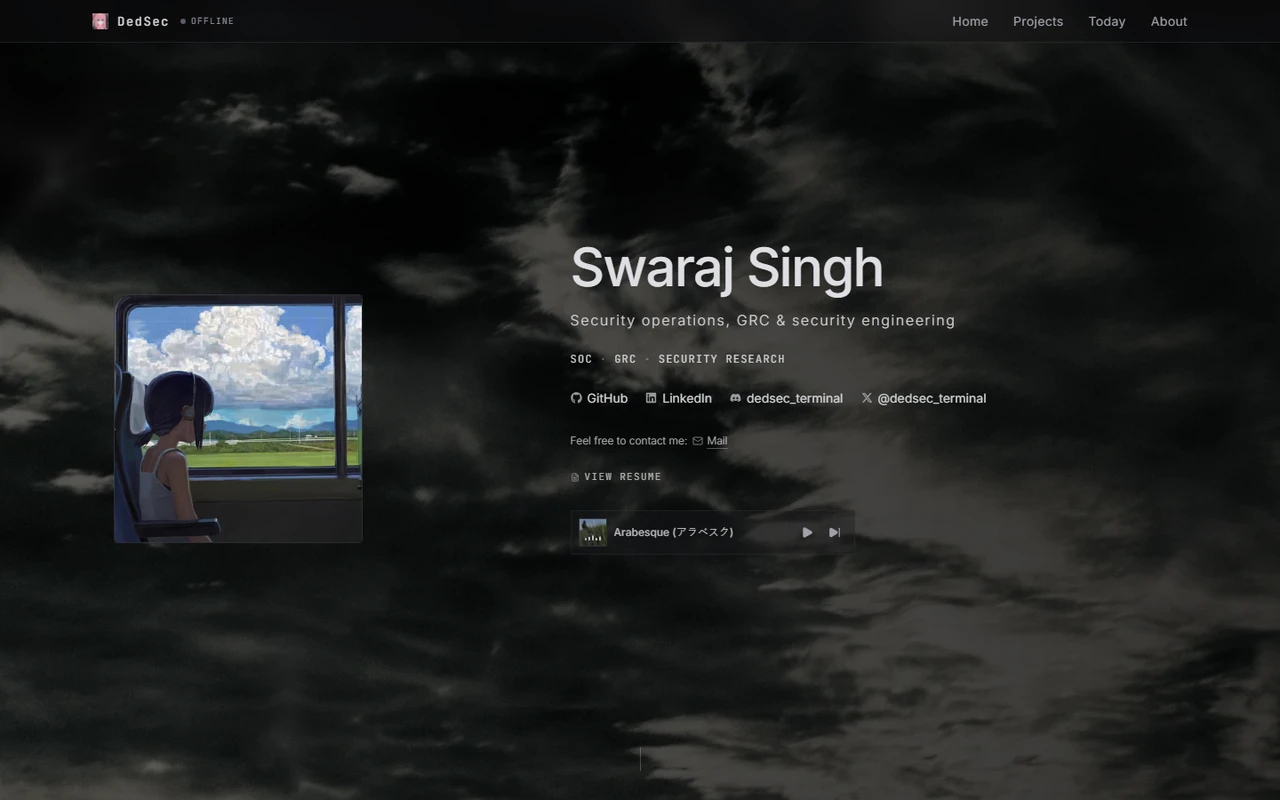 DedSec OFFLINE Home Projects Today About
Swaraj Singh
Security operations, GRC & security engineering
SOC · GRC · SECURITY RESEARCH
GitHub LinkedIn dedsec_terminal @dedsec_terminal
Feel free to contact me: Mail
VIEW RESUME
Arabesque (アラベスク)